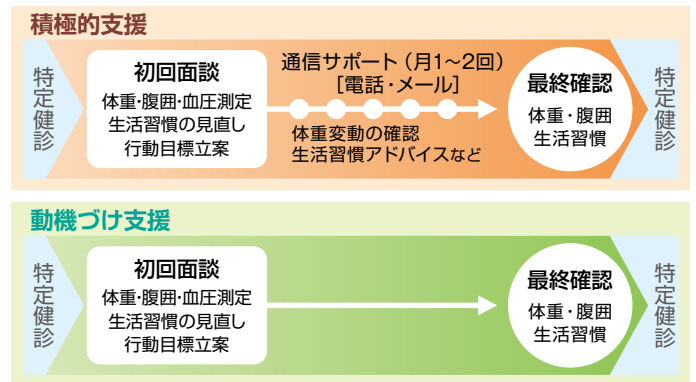 積極的支援
特定健診
初回面談
体重・腹囲・血圧測定
生活習慣の見直し
行動目標立案
通信サポート（月1～2回）
［電話・メール］
体重変動の確認
生活習慣アドバイスなど
最終確認
体重・腹囲
生活習慣
特定健診
動機づけ支援
特定健診
初回面談
体重・腹囲・血圧測定
生活習慣の見直し
行動目標立案
最終確認
体重・腹囲
生活習慣
特定健診